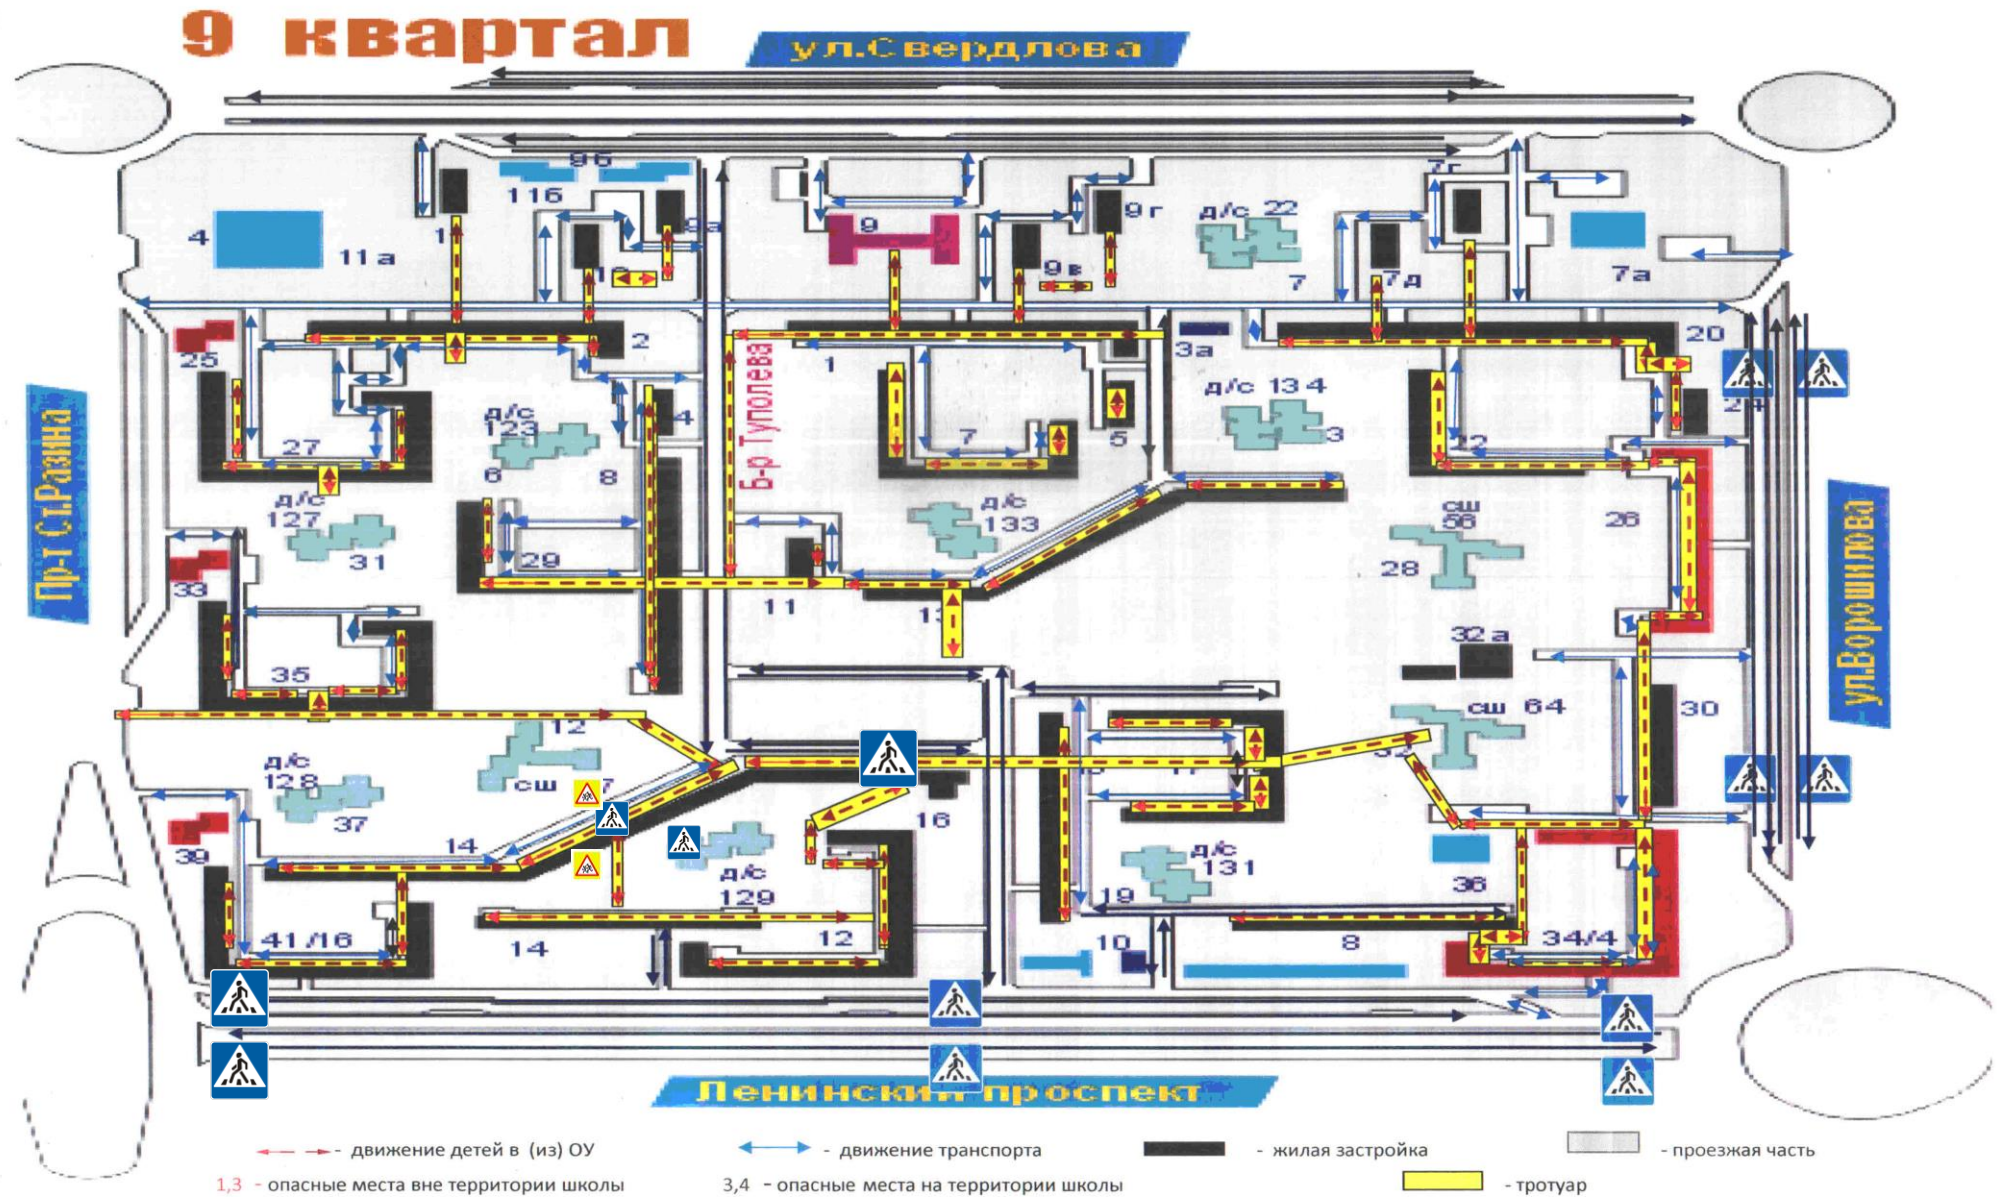 9 квартал
ул.Свердлова
9б
11б
7г
4
11а
9а
9
9г
д/с 22
9в
7
7д
7а
25
2
Б-р Туполева
1
3а
20
Пр-т Ст.Разина
27
д/с
123
4
6
8
7
5
д/с 134
3
22
24
д/с
127
31
29
д/с
133
сш
56
28
26
ул.Ворошилова
33
11
32а
35
12
сш 64
30
д/с
128
37
сш
16
39
14
д/с
129
д/с
131
36
19
41/16
14
12
10
8
34/4
Ленинский проспект
- движение детей в (из) ОУ
- движение транспорта
- жилая застройка
- проезжая часть
1,3 - опасные места вне территории школы
3,4 - опасные места на территории школы
- тротуар